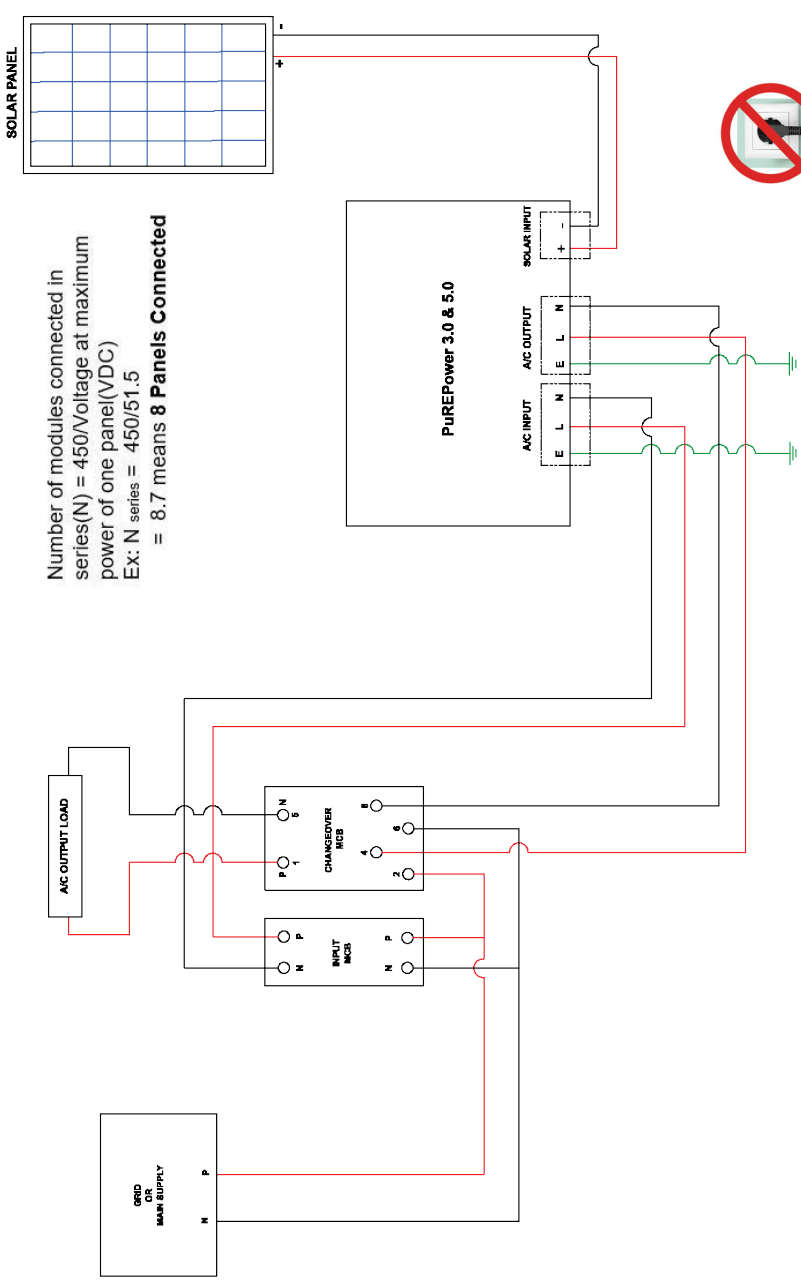 SOLAR PANEL
-
+
Number of modules connected in
series(N) = 450/Voltage at maximum
power of one panel(VDC)
Ex: N series = 450/51.5
= 8.7 means 8 Panels Connected
PuREPower 3.0 & 5.0
A/C INPUT
E L N
A/C OUTPUT
E L N
SOLAR INPUT
+ -
A/C OUTPUT LOAD
P 1
5 N
CHANGEOVER
MCB
2 4 6 8
N P
INPUT
MCB
N P
GRID
OR
MAIN SUPPLY
N P